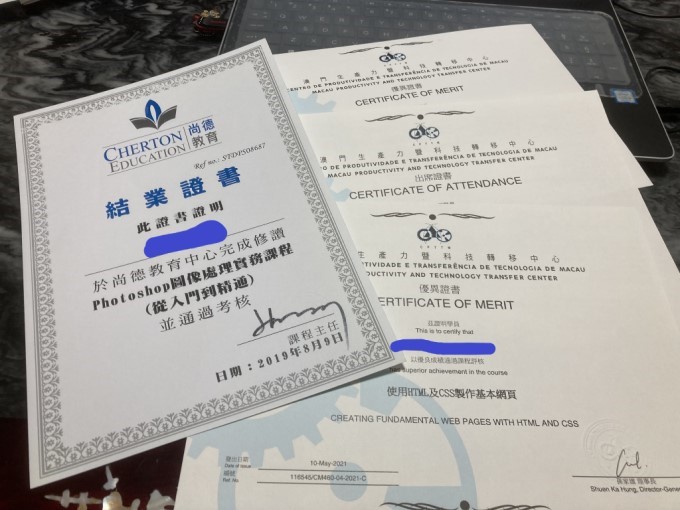 CHERTON 尚德
EDUCATION 教育
Ref no.: STDPS08687
結業證書
此證書證明
於尚德教育中心完成修讀
Photoshop圖像處理實務課程
(從入門到精通)
並通過考核
課程主任
日期：2019年8月9日
澳門生產力暨科技轉移中心
CENTRO DE PRODUTIVIDADE E TRANSFERÊNCIA DE TECNOLOGIA DE MACAU
MACAU PRODUCTIVITY AND TECHNOLOGY TRANSFER CENTER
優異證書
CERTIFICATE OF MERIT
CPTTM
門生產力暨科技轉移中心
DE PRODUTIVIDADE E TRANSFERÊNCIA DE TECNOLOGIA DE MACAU
MACAU PRODUCTIVITY AND TECHNOLOGY TRANSFER CENTER
出席證書
CERTIFICATE OF ATTENDANCE
CPTTM
生產力暨科技轉移中心
DUTIVIDADE E TRANSFERÊNCIA DE TECNOLOGIA DE MACAU
PRODUCTIVITY AND TECHNOLOGY TRANSFER CENTER
優異證書
CERTIFICATE OF MERIT
茲證明學員
This is to certify that
以優良成績通過課程評核
has superior achievement in the course
使用HTML及CSS製作基本網頁
CREATING FUNDAMENTAL WEB PAGES WITH HTML AND CSS
發出日期
Date of issue
10-May-2021
編號
Ref. No.
116545/CM460-04-2021-C
理事長
Shuen Ka Hung, Director-Gener